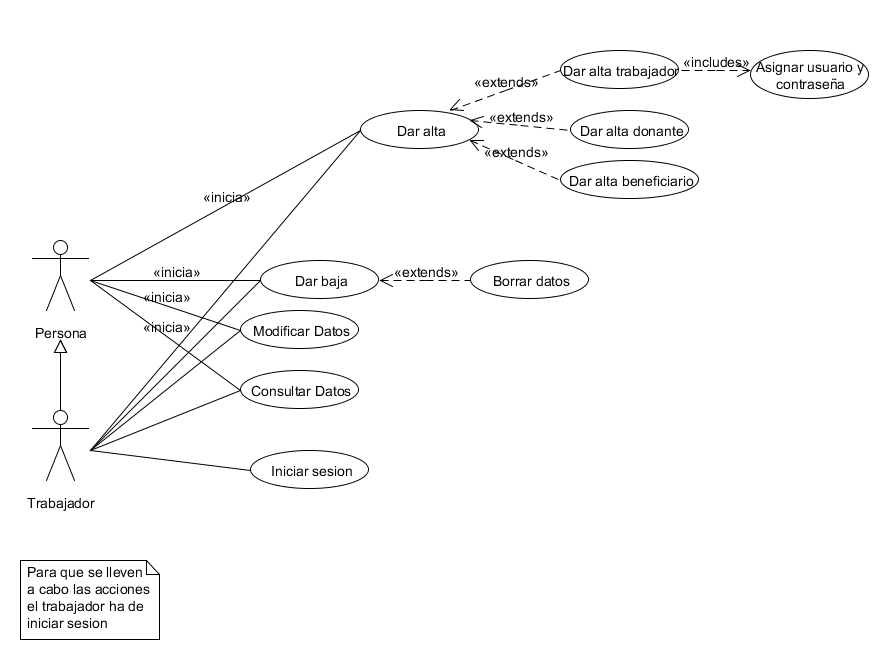 Dar alta trabajador
«includes»
Asignar usuario y
contraseña
«extends»
Dar alta
«extends»
Dar alta donante
«extends»
Dar alta beneficiario
«inicia»
«inicia»
Dar baja
«extends»
Borrar datos
«inicia»
Modificar Datos
«inicia»
Persona
Consultar Datos
Iniciar sesion
Trabajador
Para que se lleven
a cabo las acciones
el trabajador ha de
iniciar sesion